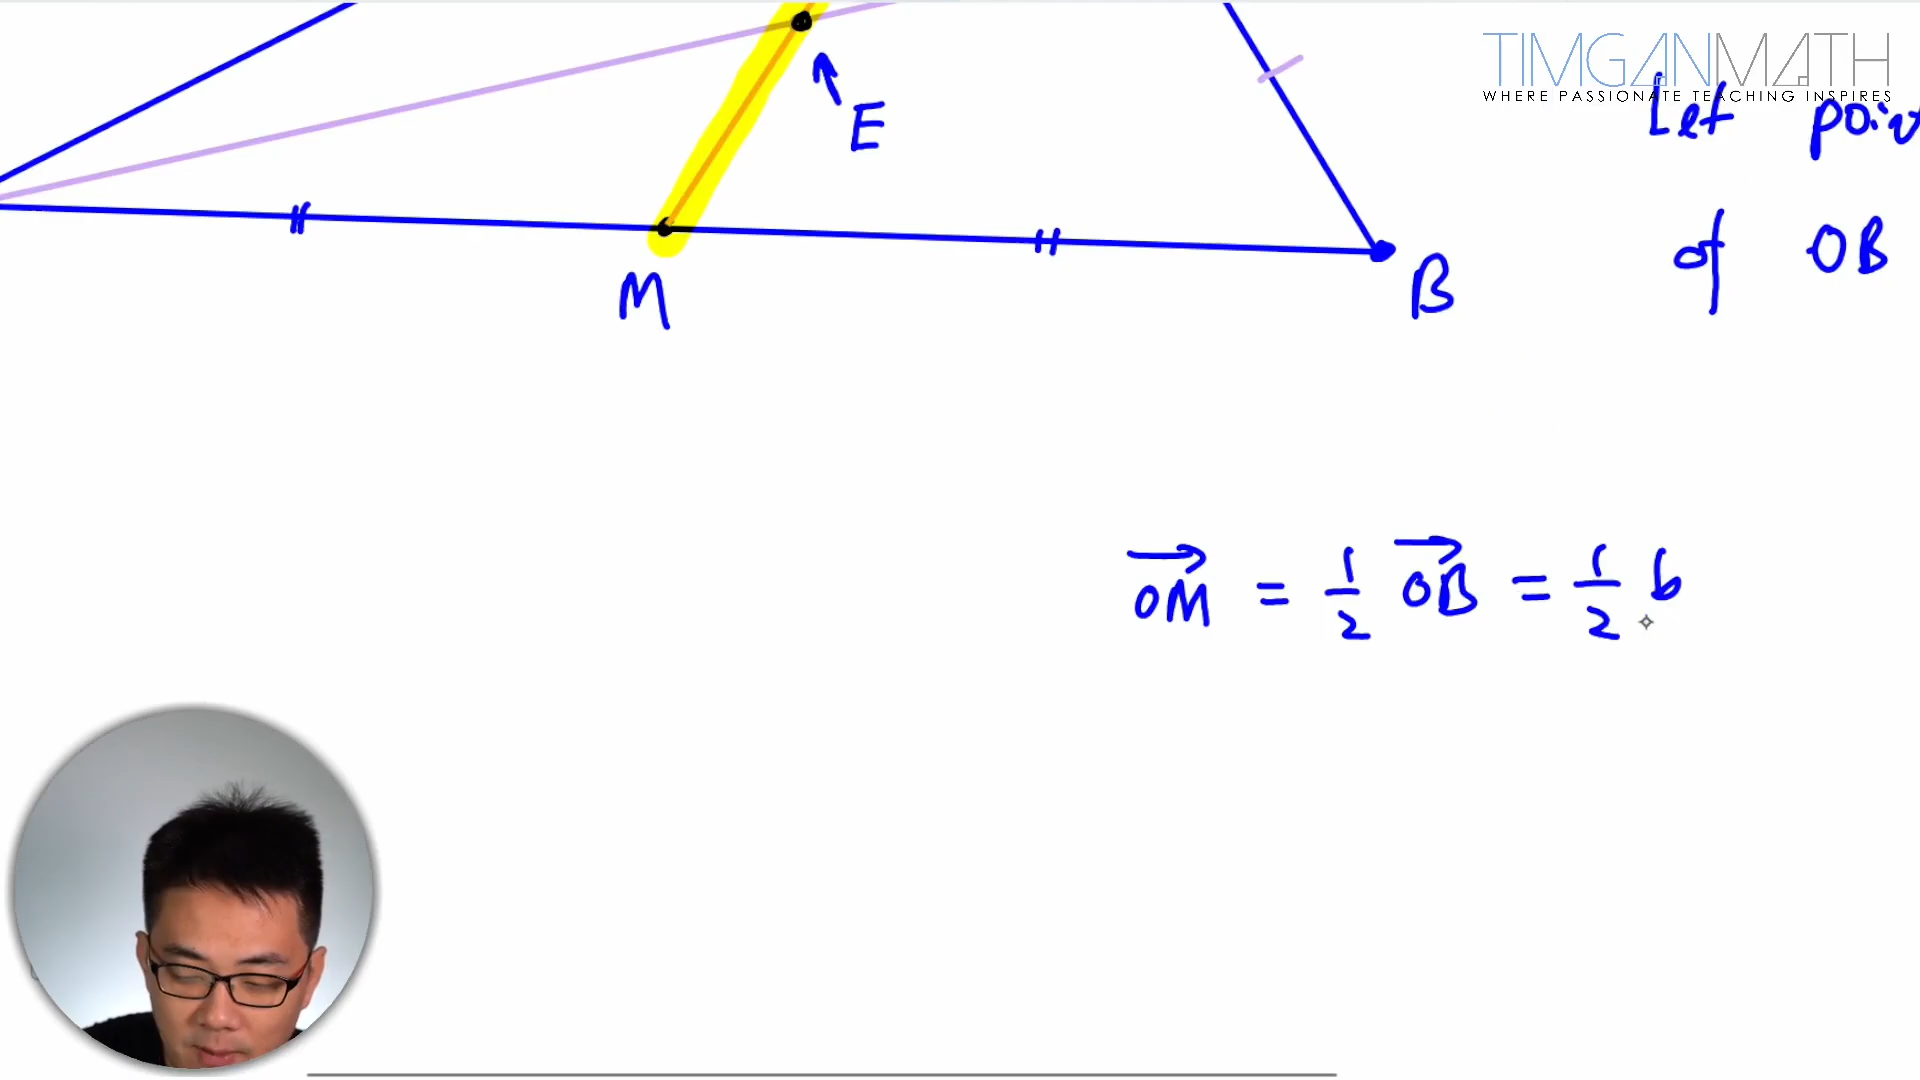 TIMGANMATH
WHERE PASSIONATE TEACHING INSPIRES
Let
of OB
E
M
B
OM = 1/2 OB = 1/2 b